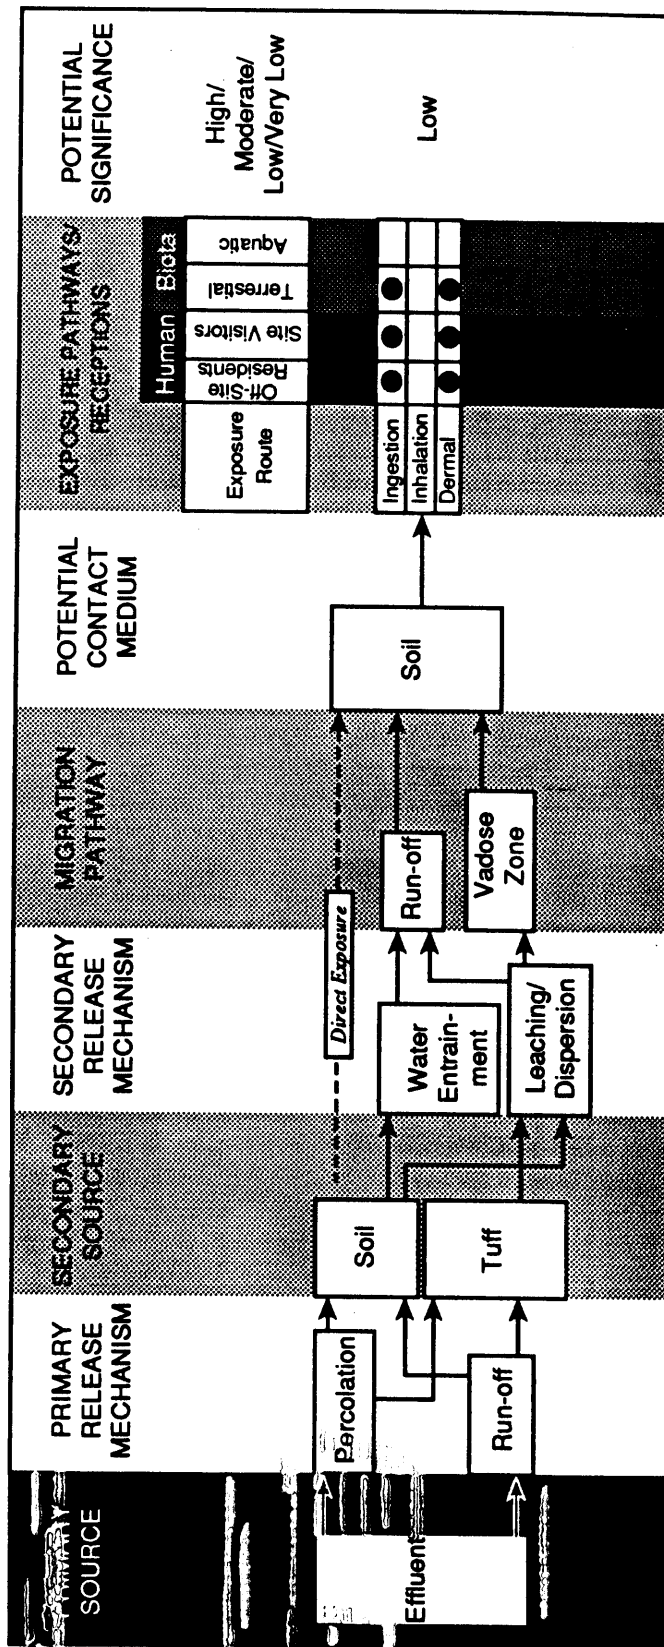 PRIMARY
SOURCE
PRIMARY
RELEASE
MECHANISM
SECONDARY
SOURCE
SECONDARY
RELEASE
MECHANISM
MIGRATION
PATHWAY
POTENTIAL
CONTACT
MEDIUM
EXPOSURE PATHWAYS/
RECEPTIONS
POTENTIAL
SIGNIFICANCE
Human
Biota
Exposure
Route
Off-Site
Residents
Site Visitors
Terrestial
Aquatic
High/
Moderate/
Low/Very Low
Effluent
Percolation
Run-off
Soil
Tuff
Direct Exposure
Water
Entrain-
ment
Leaching/
Dispersion
Run-off
Vadose
Zone
Soil
Ingestion
Inhalation
Dermal
Low